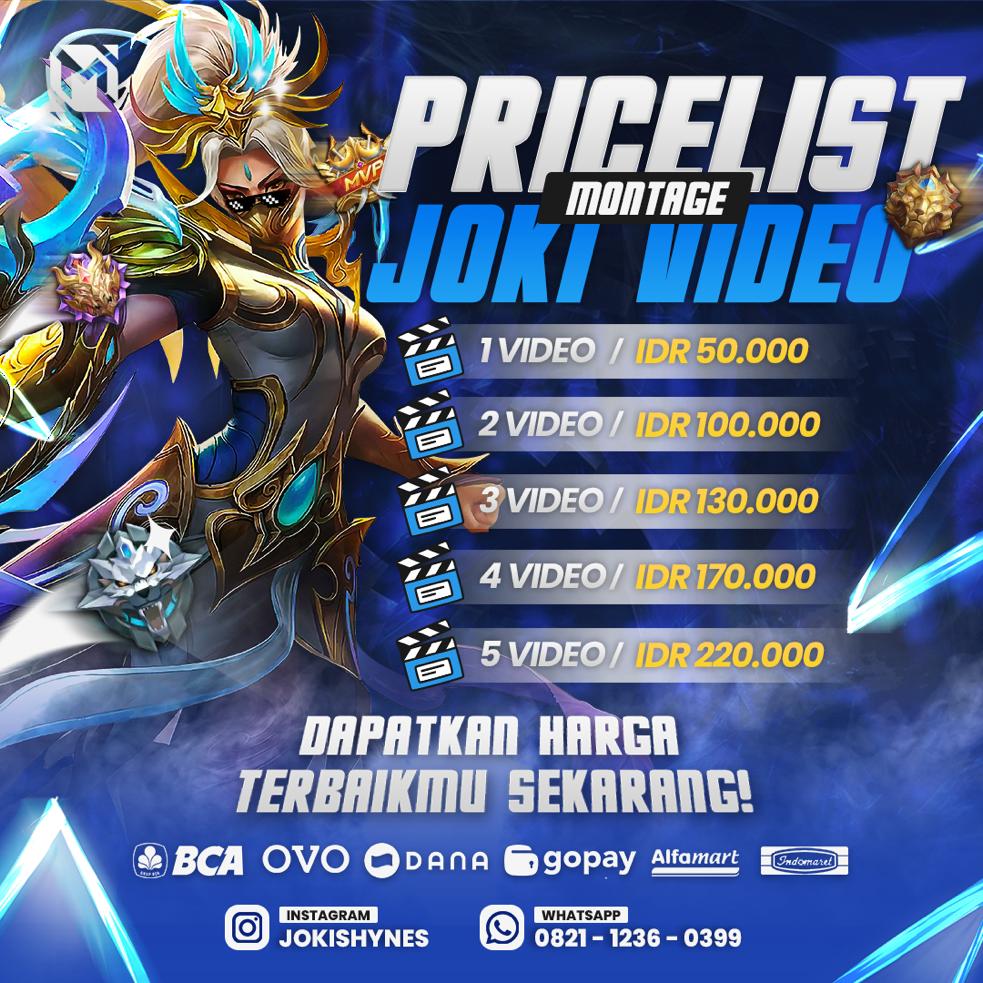 MVP
PRICELIST
MONTAGE
JOKI VIDEO
1 VIDEO / IDR 50.000
2 VIDEO / IDR 100.000
3 VIDEO / IDR 130.000
4 VIDEO / IDR 170.000
5 VIDEO / IDR 220.000
DAPATKAN HARGA
TERBAIKMU SEKARANG!
BCA OVO DANA gopay Alfamart Indomaret
INSTAGRAM
JOKISHYNES
WHATSAPP
0821 - 1236 - 0399